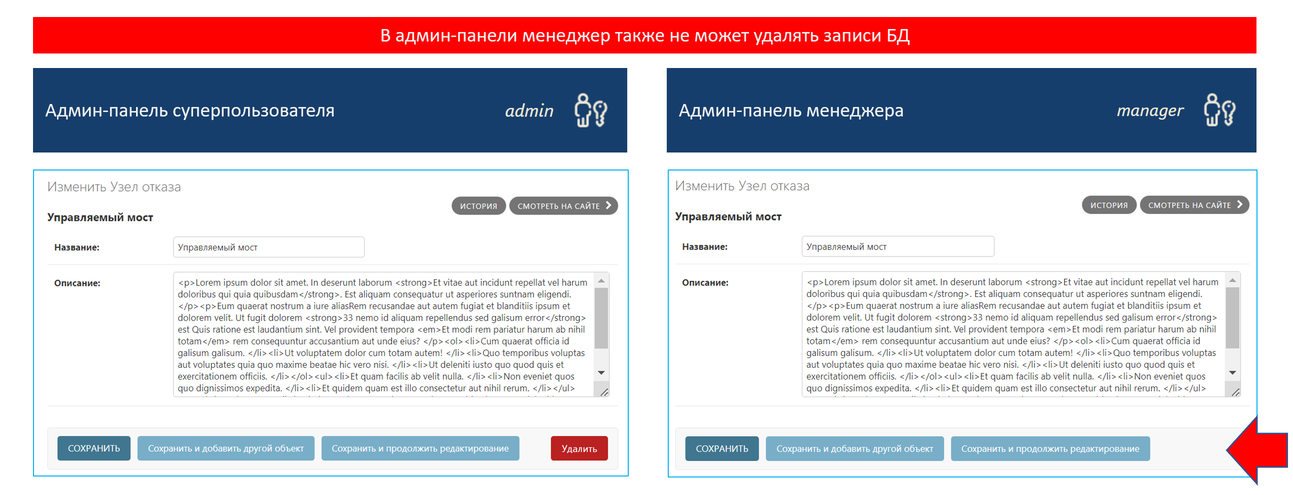 В админ-панели менеджер также не может удалять записи БД
Админ-панель суперпользователя
admin
Изменить Узел отказа
ИСТОРИЯ
СМОТРЕТЬ НА САЙТЕ
Управляемый мост
Название:
Управляемый мост
Описание:
<p>Lorem ipsum dolor sit amet. In deserunt laborum <strong>Et vitae aut incidunt repellat vel harum
doloribus qui quia quibusdam</strong>. Est aliquam consequatur ut asperiores suntnam eligendi.
</p><p>Eum quaerat nostrum a iure aliasRem recusandae aut autem fugiat et blanditiis ipsum et
dolorem velit. Ut fugit dolorem <strong>33 nemo id aliquam repellendus sed galisum error</strong>
est Quis ratione est laudantium sint. Vel provident tempora <em>Et modi rem pariatur harum ab nihil
totam</em> rem consequuntur accusantium aut unde eius? </p><ol><li>Cum quaerat officia id
galisum galisum. </li><li>Ut voluptatem dolor cum totam autem! </li><li>Quo temporibus voluptas
aut voluptates quia quo maxime beatae hic vero nisi. </li><li>Ut deleniti iusto quo quod quis et
exercitationem officiis. </li></ol><ul><li>Et quam facilis ab velit nulla. </li><li>Non eveniet quos
quo dignissimos expedita. </li><li>Et quidem quam est illo consectetur aut nihil rerum. </li></ul>
СОХРАНИТЬ
Сохранить и добавить другой объект
Сохранить и продолжить редактирование
Удалить
Админ-панель менеджера
manager
Изменить Узел отказа
ИСТОРИЯ
СМОТРЕТЬ НА САЙТЕ
Управляемый мост
Название:
Управляемый мост
Описание:
<p>Lorem ipsum dolor sit amet. In deserunt laborum <strong>Et vitae aut incidunt repellat vel harum
doloribus qui quia quibusdam</strong>. Est aliquam consequatur ut asperiores suntnam eligendi.
</p><p>Eum quaerat nostrum a iure aliasRem recusandae aut autem fugiat et blanditiis ipsum et
dolorem velit. Ut fugit dolorem <strong>33 nemo id aliquam repellendus sed galisum error</strong>
est Quis ratione est laudantium sint. Vel provident tempora <em>Et modi rem pariatur harum ab nihil
totam</em> rem consequuntur accusantium aut unde eius? </p><ol><li>Cum quaerat officia id
galisum galisum. </li><li>Ut voluptatem dolor cum totam autem! </li><li>Quo temporibus voluptas
aut voluptates quia quo maxime beatae hic vero nisi. </li><li>Ut deleniti iusto quo quod quis et
exercitationem officiis. </li></ol><ul><li>Et quam facilis ab velit nulla. </li><li>Non eveniet quos
quo dignissimos expedita. </li><li>Et quidem quam est illo consectetur aut nihil rerum. </li></ul>
СОХРАНИТЬ
Сохранить и добавить другой объект
Сохранить и продолжить редактирование